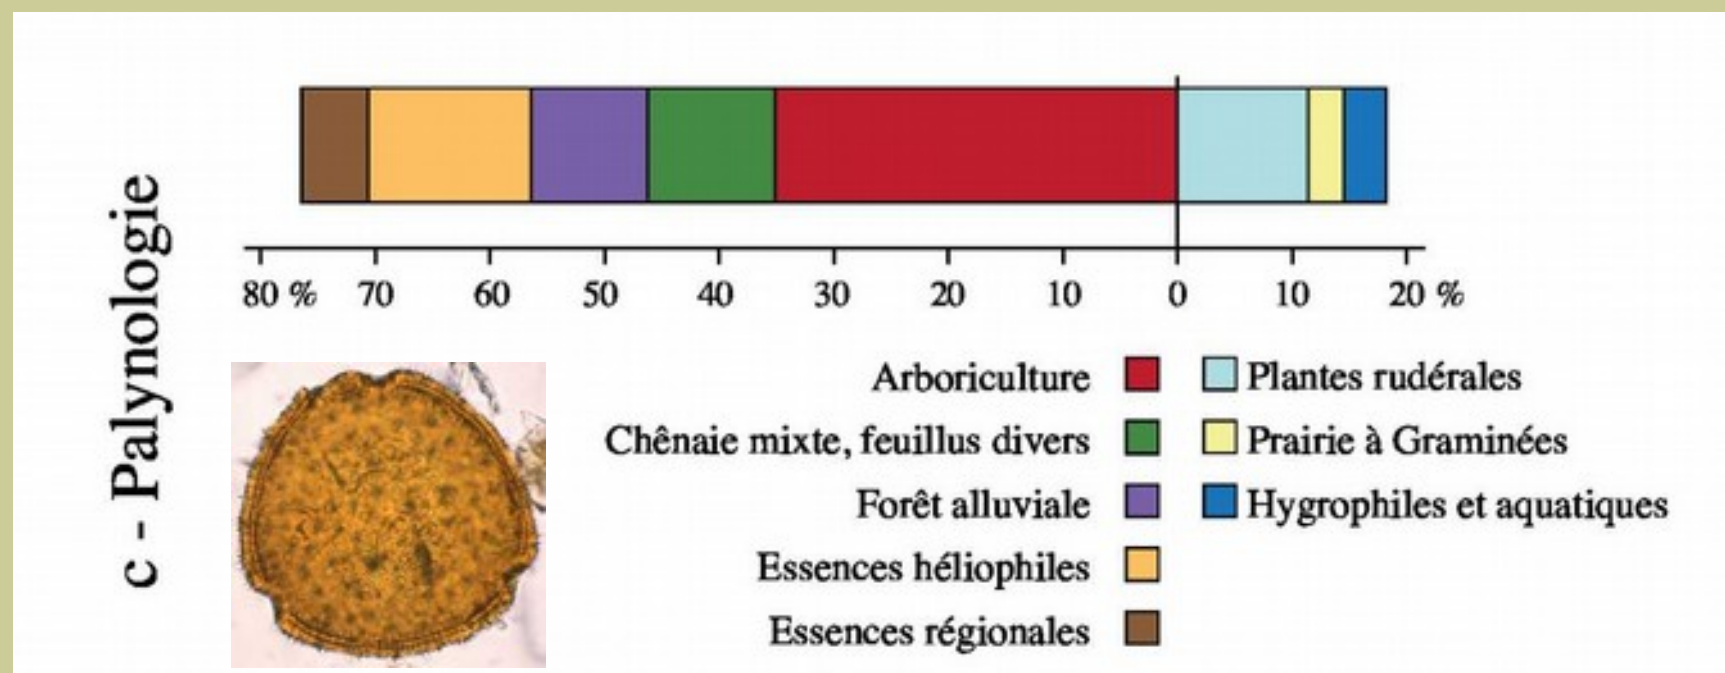 c - Palynologie
80 % 70 60 50 40 30 20 10 0 10 20 %
Arboriculture
Chênaie mixte, feuillus divers
Forêt alluviale
Essences héliophiles
Essences régionales
Plantes rudérales
Prairie à Graminées
Hygrophiles et aquatiques